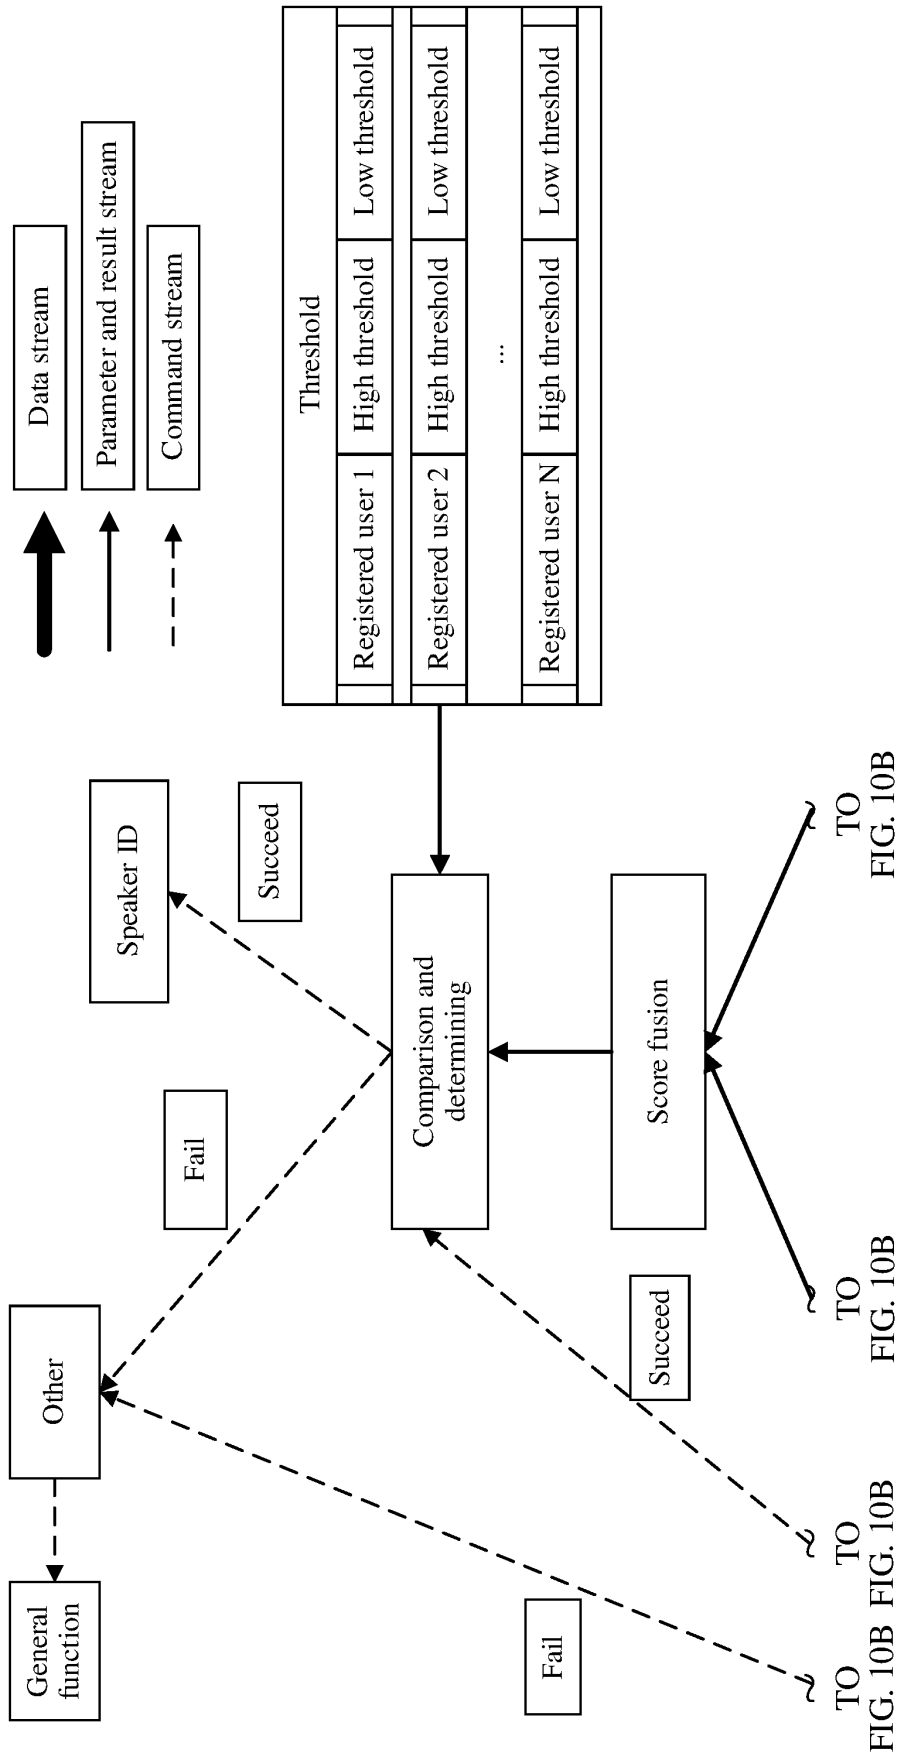 Data stream
Parameter and result stream
Command stream
General
function
Other
Fail
Speaker ID
Succeed
Threshold
Registered user 1
High threshold
Low threshold
Registered user 2
High threshold
Low threshold
...
Registered user N
High threshold
Low threshold
Comparison and
determining
Fail
Succeed
Score fusion
TO
FIG. 10B
TO
FIG. 10B
TO
FIG. 10B
TO
FIG. 10B